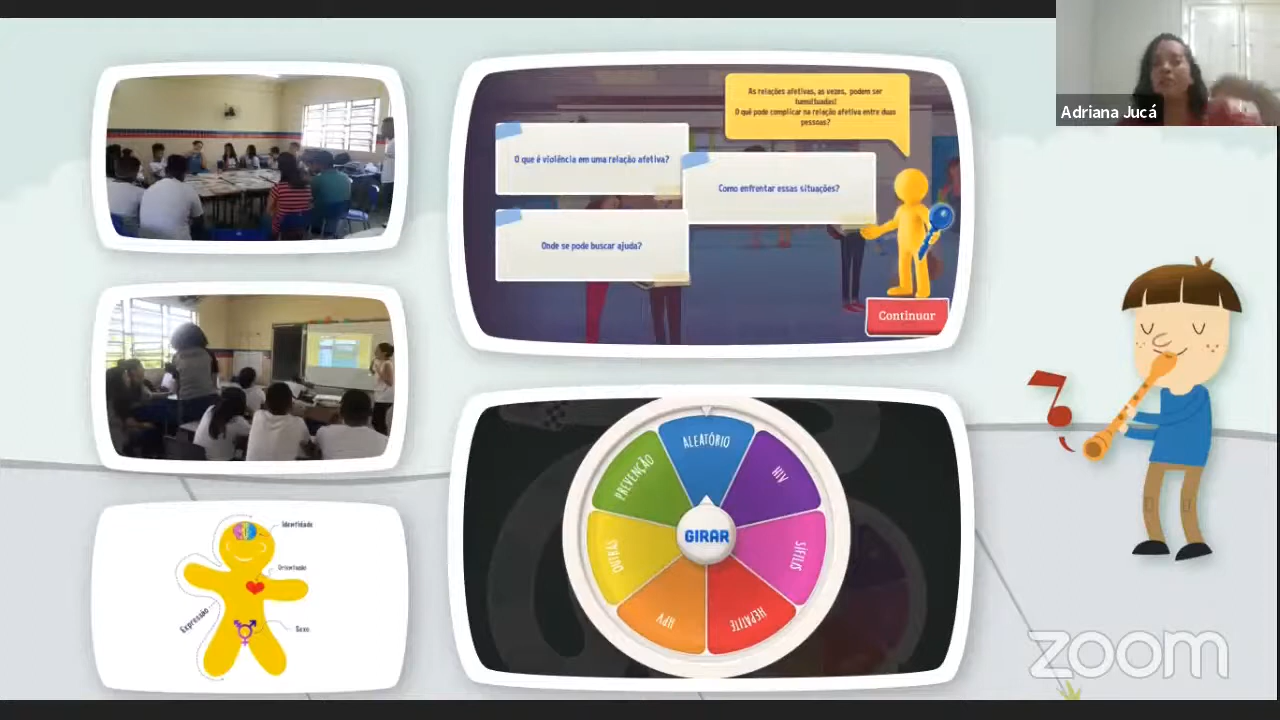 Adriana Jucá
As relações afetivas, as vezes, podem ser
tumultuadas!
O quê pode complicar na relação afetiva entre duas
pessoas?
O que é violência em uma relação afetiva?
Como enfrentar essas situações?
Onde se pode buscar ajuda?
Continuar
ALEATÓRIO
HIV
SÍFILIS
HEPATITE
HPV
OUTRAS
PREVENÇÃO
GIRAR
Identidade
Orientação
Expressão
Sexo
zoom